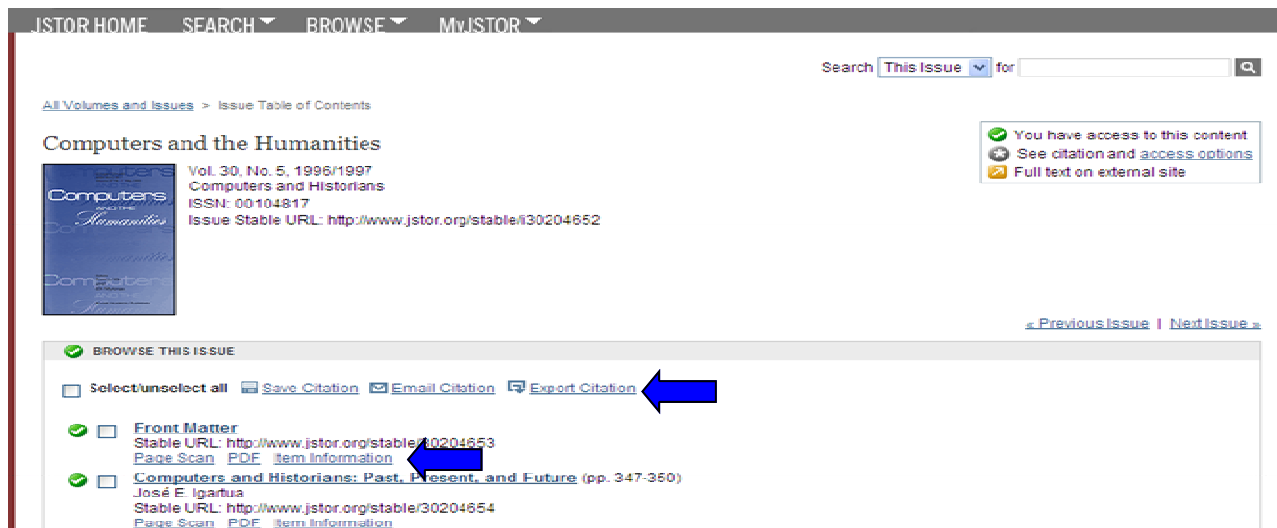 JSTOR HOME SEARCH BROWSE MyJSTOR
Search This Issue for
All Volumes and Issues > Issue Table of Contents
Computers and the Humanities
You have access to this content
See citation and access options
Full text on external site
Computers
AND THE
Humanities
Vol. 30, No. 5, 1996/1997
Computers and Historians
ISSN: 00104817
Issue Stable URL: http://www.jstor.org/stable/i30204652
« Previous Issue | Next Issue »
BROWSE THIS ISSUE
Select/unselect all Save Citation Email Citation Export Citation
Front Matter
Stable URL: http://www.jstor.org/stable/30204653
Page Scan PDF Item Information
Computers and Historians: Past, Present, and Future (pp. 347-350)
José E. Igartua
Stable URL: http://www.jstor.org/stable/30204654
Page Scan PDF Item Information